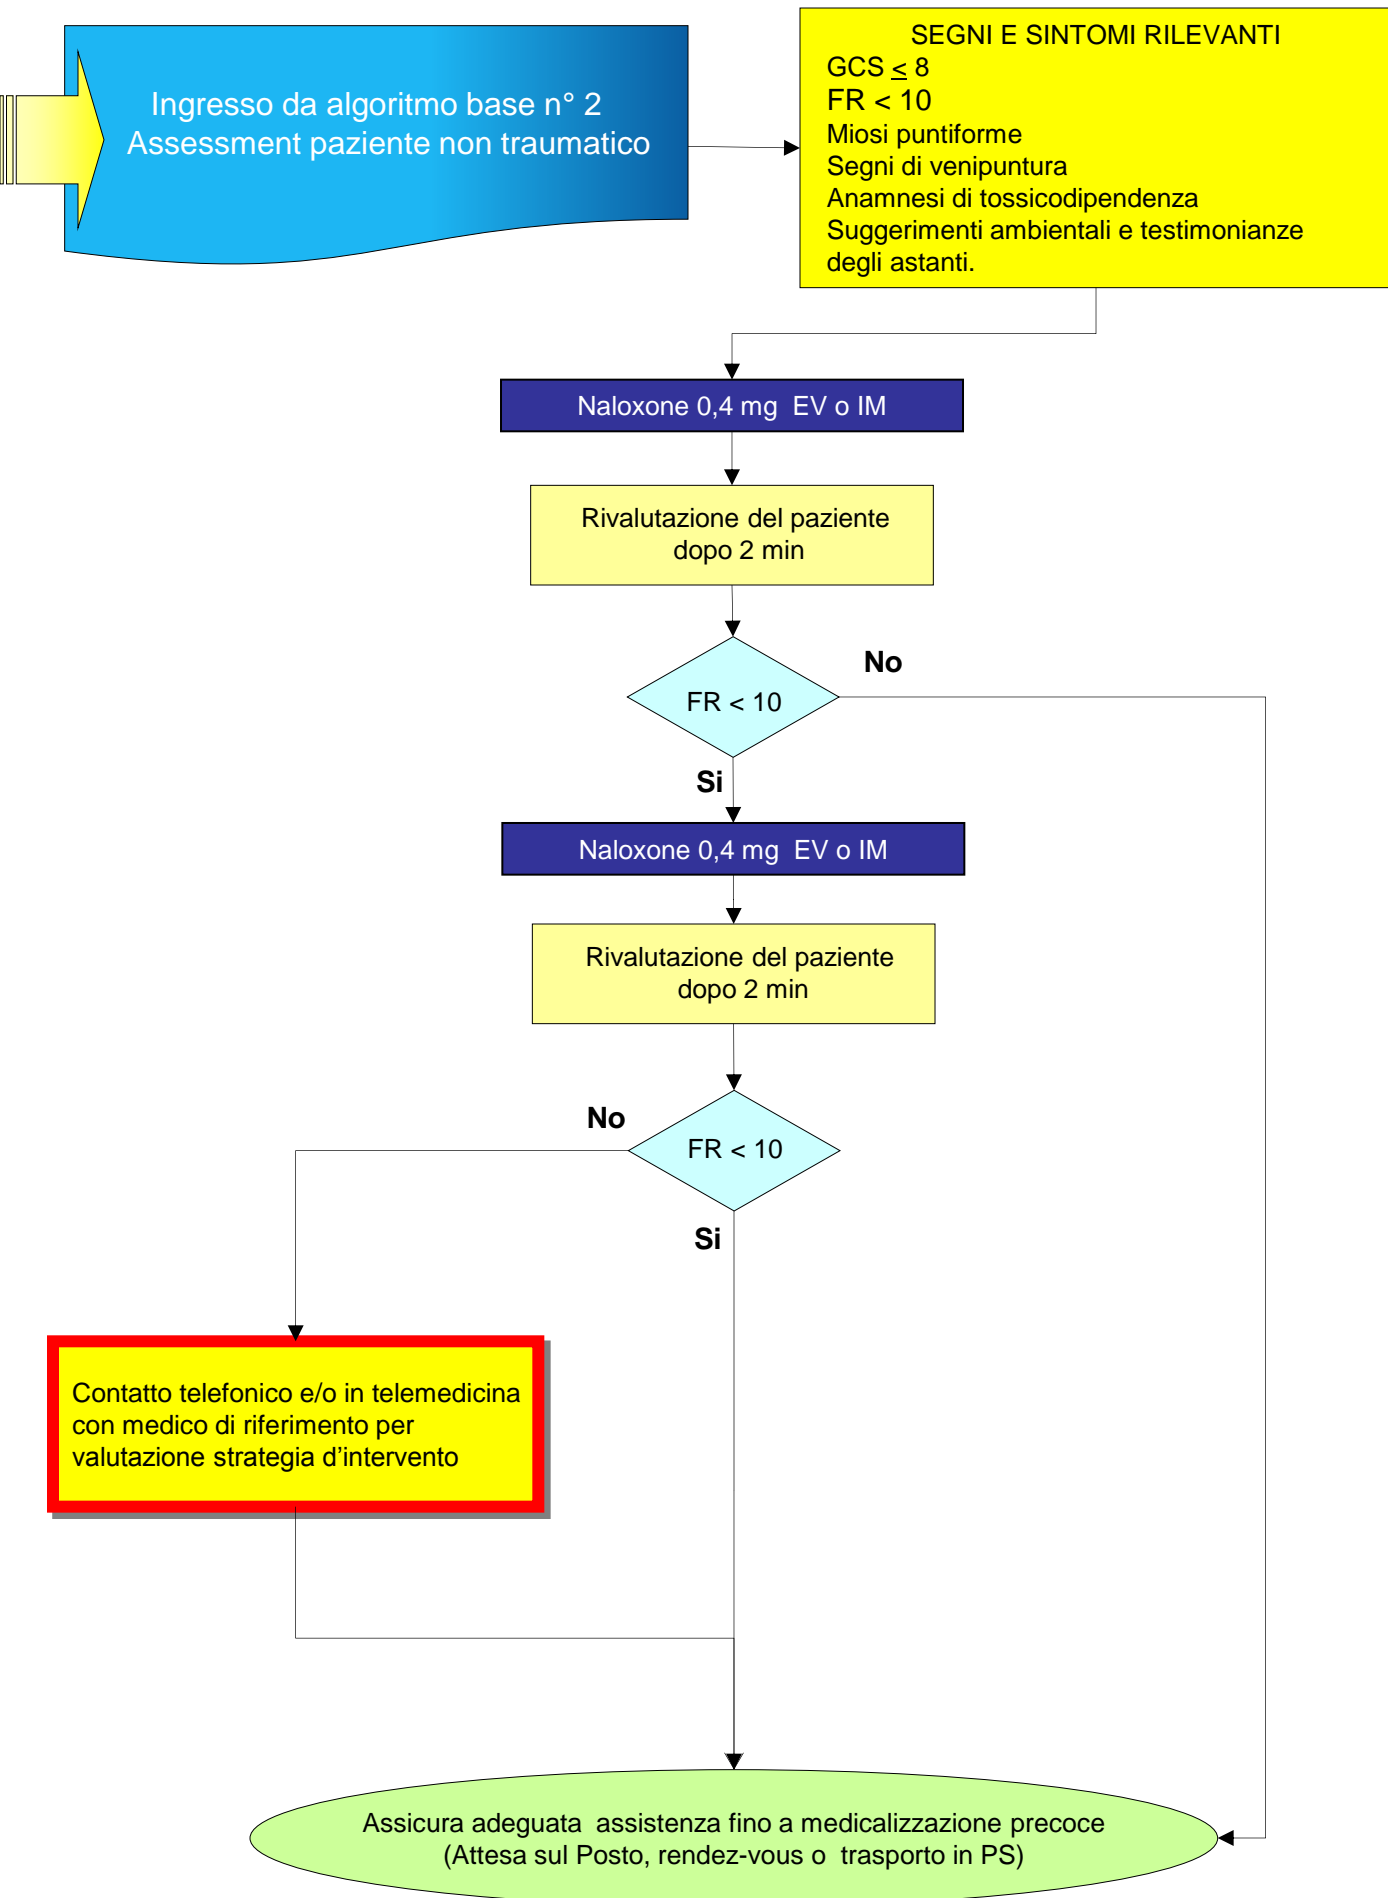 Ingresso da algoritmo base n° 2
Assessment paziente non traumatico
SEGNI E SINTOMI RILEVANTI
GCS ≤ 8
FR < 10
Miosi puntiforme
Segni di venipuntura
Anamnesi di tossicodipendenza
Suggerimenti ambientali e testimonianze
degli astanti.
Naloxone 0,4 mg EV o IM
Rivalutazione del paziente
dopo 2 min
No
FR < 10
Si
Naloxone 0,4 mg EV o IM
Rivalutazione del paziente
dopo 2 min
No
FR < 10
Si
Contatto telefonico e/o in telemedicina
con medico di riferimento per
valutazione strategia d’intervento
Assicura adeguata assistenza fino a medicalizzazione precoce
(Attesa sul Posto, rendez-vous o trasporto in PS)